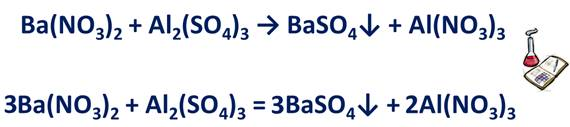 Ba(NO₃)₂ + Al₂(SO₄)₃ → BaSO₄↓ + Al(NO₃)₃
3Ba(NO₃)₂ + Al₂(SO₄)₃ = 3BaSO₄↓ + 2Al(NO₃)₃